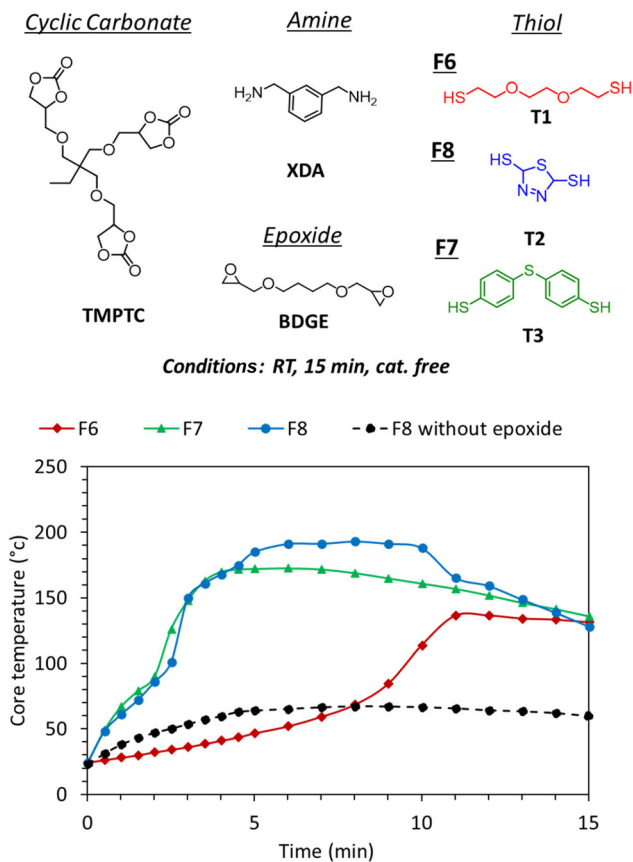 Cyclic Carbonate
Amine
Thiol
F6
HS
O
O
SH
T1
F8
HS
S
SH
N
N
T2
F7
S
HS
SH
T3
O
O
O
O
O
O
O
O
O
O
O
O
TMPTC
NH2
NH2
XDA
Epoxide
O
O
O
O
BDGE
Conditions: RT, 15 min, cat. free
F6
F7
F8
F8 without epoxide
Core temperature (°c)
250
200
150
100
50
0
0
5
10
15
Time (min)